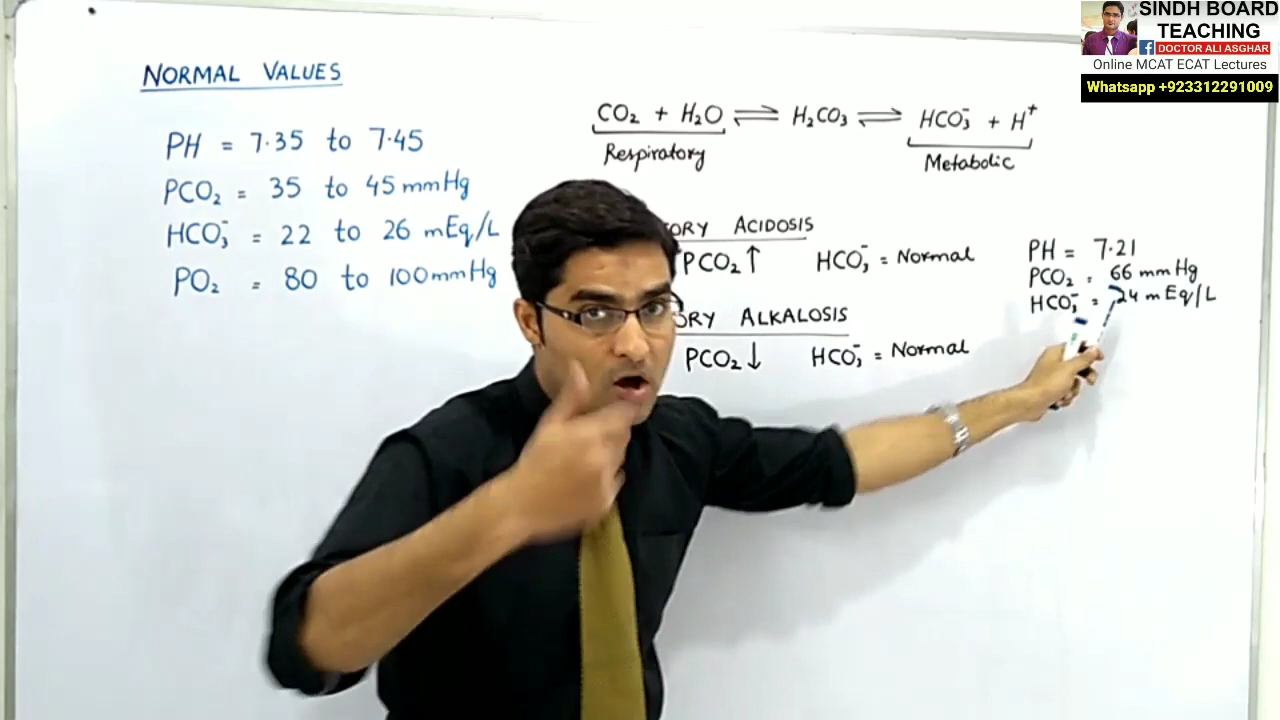 SINDH BOARD
TEACHING
f DOCTOR ALI ASGHAR
Online MCAT ECAT Lectures
Whatsapp +923312291009
NORMAL VALUES
PH = 7.35 to 7.45
PCO₂ = 35 to 45 mmHg
HCO₃⁻ = 22 to 26 mEq/L
PO₂ = 80 to 100 mmHg
CO₂ + H₂O ⇌ H₂CO₃ ⇌ HCO₃⁻ + H⁺
Respiratory Metabolic
ORY ACIDOSIS
PCO₂ ↑ HCO₃⁻ = Normal
ORY ALKALOSIS
PCO₂ ↓ HCO₃⁻ = Normal
PH = 7.21
PCO₂ = 66 mm Hg
HCO₃⁻ = 24 mEq/L